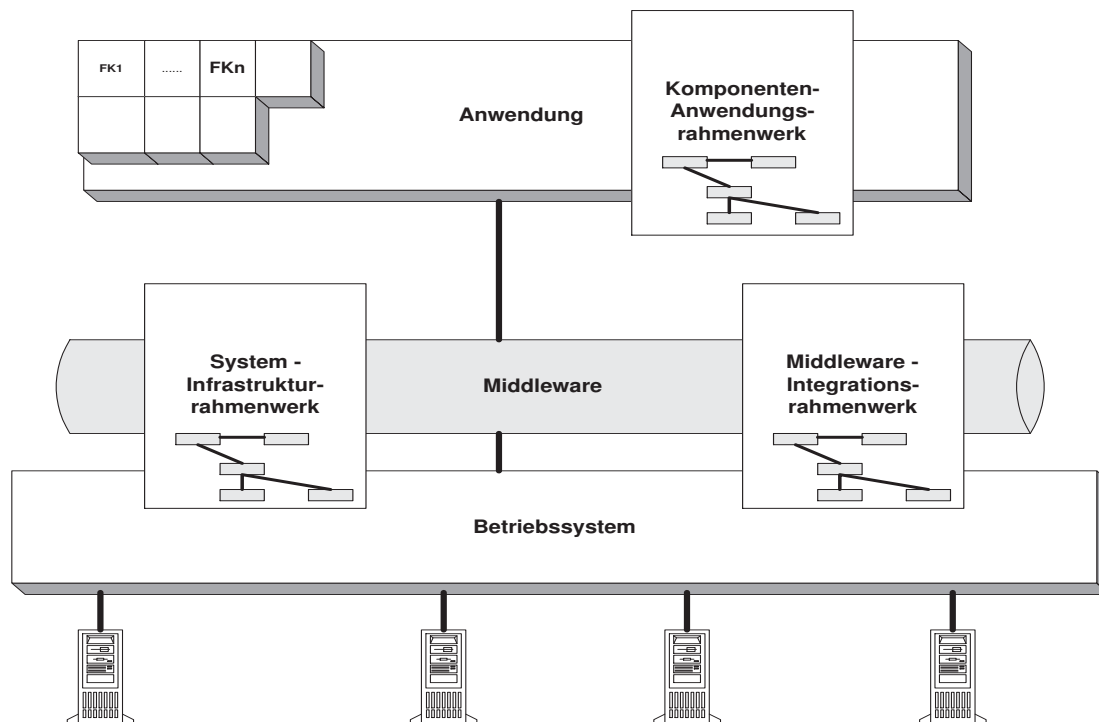 FK1
......
FKn
Anwendung
Komponenten-
Anwendungs-
rahmenwerk
System -
Infrastruktur-
rahmenwerk
Middleware
Middleware -
Integrations-
rahmenwerk
Betriebssystem